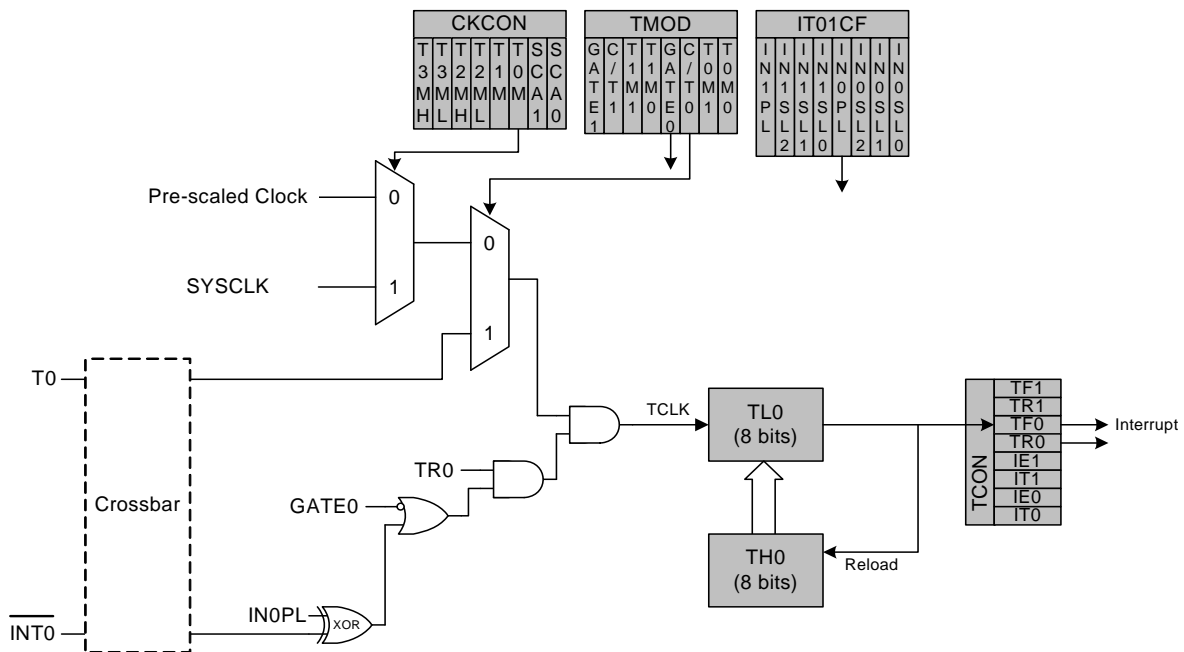 CKCON
T3MH
T3ML
T2MH
T2ML
T1M
T0M
SCA1
SCA0
TMOD
GATE1
C/T1
T1M1
T1M0
GATE0
C/T0
T0M1
T0M0
IT01CF
IN1PL
IN1SL2
IN1SL1
IN1SL0
IN0PL
IN0SL2
IN0SL1
IN0SL0
Pre-scaled Clock
0
SYSCLK
1
0
1
T0
Crossbar
INT0
IN0PL
XOR
GATE0
TR0
TCLK
TL0
(8 bits)
TH0
(8 bits)
Reload
TCON
TF1
TR1
TF0
TR0
IE1
IT1
IE0
IT0
Interrupt